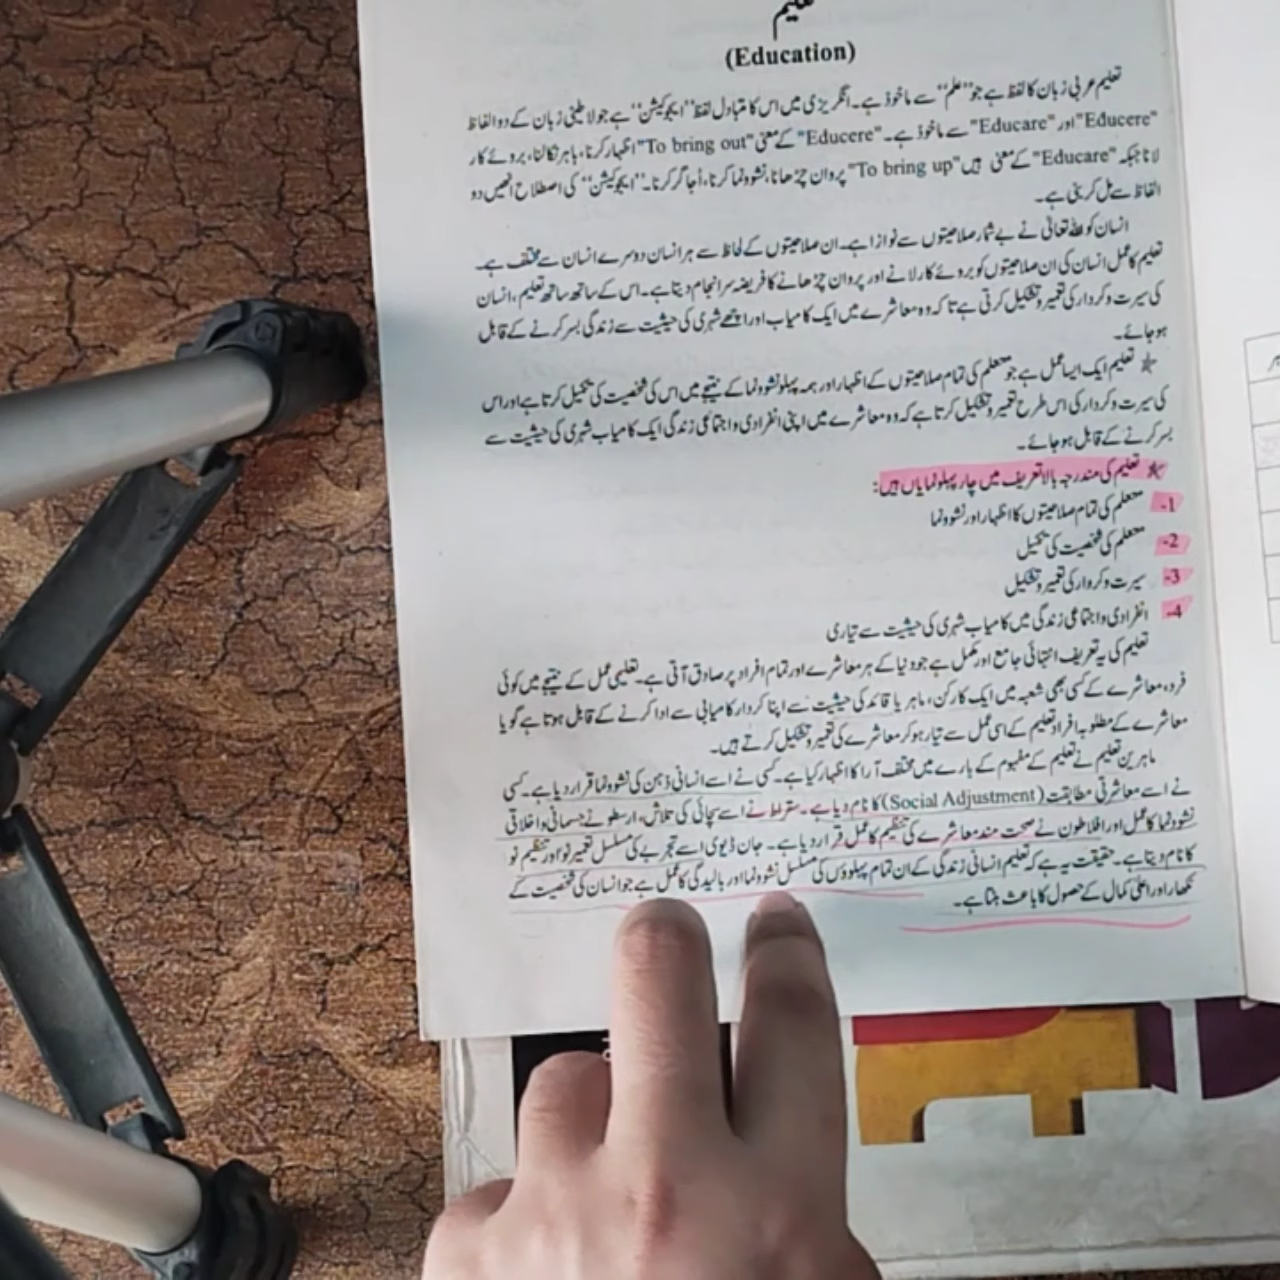 تعلیم
(Education)
تعلیم عربی زبان کا لفظ ہے جو ”علم“ سے ماخوذ ہے۔ انگریزی میں اس کا متبادل لفظ ”ایجوکیشن“ ہے جو لاطینی زبان کے دو الفاظ
"Educere" اور "Educare" سے ماخوذ ہے۔ "Educere" کے معنی "To bring out" اظہار کرنا، باہر نکالنا، بروئے کار
لانا جبکہ "Educare" کے معنی ہیں "To bring up" پروان چڑھانا، نشوونما کرنا، اُجاگر کرنا۔ ”ایجوکیشن“ کی اصطلاح انھیں دو
الفاظ سے مل کر بنی ہے۔
انسان کو اللہ تعالیٰ نے بے شمار صلاحیتوں سے نوازا ہے۔ ان صلاحیتوں کے لحاظ سے ہر انسان دوسرے انسان سے مختلف ہے۔
تعلیم کا عمل انسان کی ان صلاحیتوں کو بروئے کار لانے اور پروان چڑھانے کا فریضہ سرانجام دیتا ہے۔ اس کے ساتھ ساتھ تعلیم، انسان
کی سیرت و کردار کی تعمیر و تشکیل کرتی ہے تا کہ وہ معاشرے میں ایک کامیاب اور اچھے شہری کی حیثیت سے زندگی بسر کرنے کے قابل
ہو جائے۔
تعلیم ایک ایسا عمل ہے جو متعلم کی تمام صلاحیتوں کے اظہار اور ہمہ پہلو نشوونما کے نتیجے میں اس کی شخصیت کی تکمیل کرتا ہے اور اس
کی سیرت و کردار کی اس طرح تعمیر و تشکیل کرتا ہے کہ وہ معاشرے میں اپنی انفرادی و اجتماعی زندگی ایک کامیاب شہری کی حیثیت سے
بسر کرنے کے قابل ہو جائے۔
تعلیم کی مندرجہ بالا تعریف میں چار پہلو نمایاں ہیں:
1- متعلم کی تمام صلاحیتوں کا اظہار اور نشوونما
2- متعلم کی شخصیت کی تکمیل
3- سیرت و کردار کی تعمیر و تشکیل
4- انفرادی و اجتماعی زندگی میں کامیاب شہری کی حیثیت سے تیاری
تعلیم کی یہ تعریف انتہائی جامع اور مکمل ہے جو دنیا کے ہر معاشرے اور تمام افراد پر صادق آتی ہے۔ تعلیمی عمل کے نتیجے میں کوئی
فرد، معاشرے کے کسی بھی شعبہ میں ایک کارکن، ماہر یا قائد کی حیثیت سے اپنا کردار کامیابی سے ادا کرنے کے قابل ہوتا ہے گویا
معاشرے کے مطلوبہ افراد تعلیم کے اسی عمل سے تیار ہو کر معاشرے کی تعمیر و تشکیل کرتے ہیں۔
ماہرین تعلیم نے تعلیم کے مفہوم کے بارے میں مختلف آرا کا اظہار کیا ہے۔ کسی نے اسے انسانی ذہن کی نشوونما قرار دیا ہے۔ کسی
نے اسے معاشرتی مطابقت (Social Adjustment) کا نام دیا ہے۔ سقراط نے اسے سچائی کی تلاش، ارسطو نے جسمانی و اخلاقی
نشوونما کا عمل اور افلاطون نے صحت مند معاشرے کی تنظیم کا عمل قرار دیا ہے۔ جان ڈیوی اسے تجربے کی مسلسل تعمیر نو اور تنظیم نو
کا نام دیتا ہے۔ حقیقت یہ ہے کہ تعلیم انسانی زندگی کے ان تمام پہلوؤں کی مسلسل نشوونما اور بالیدگی کا عمل ہے جو انسان کی شخصیت کے
نکھار اور اعلیٰ کمال کے حصول کا باعث بنتا ہے۔